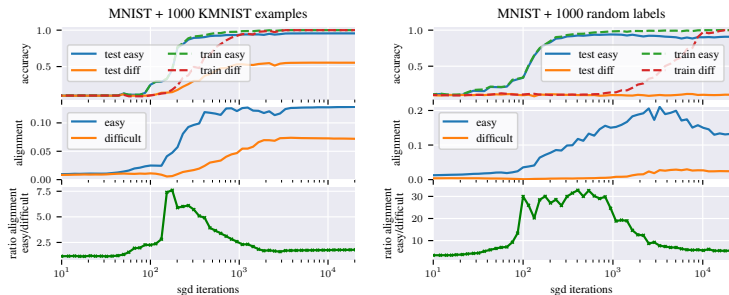 MNIST + 1000 KMNIST examples
1.0
0.5
accuracy
test easy
test diff
train easy
train diff
0.10
0.05
0.00
alignment
easy
difficult
7.5
5.0
2.5
ratio alignment
easy/difficult
10¹
10²
10³
10⁴
sgd iterations
MNIST + 1000 random labels
1.0
0.5
accuracy
test easy
test diff
train easy
train diff
0.2
0.1
0.0
alignment
easy
difficult
30
20
10
ratio alignment
easy/difficult
10¹
10²
10³
10⁴
sgd iterations